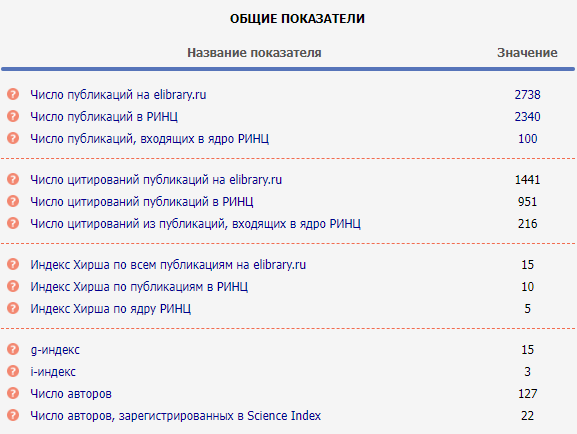 ОБЩИЕ ПОКАЗАТЕЛИ
Название показателя Значение
? Число публикаций на elibrary.ru 2738
? Число публикаций в РИНЦ 2340
? Число публикаций, входящих в ядро РИНЦ 100
? Число цитирований публикаций на elibrary.ru 1441
? Число цитирований публикаций в РИНЦ 951
? Число цитирований из публикаций, входящих в ядро РИНЦ 216
? Индекс Хирша по всем публикациям на elibrary.ru 15
? Индекс Хирша по публикациям в РИНЦ 10
? Индекс Хирша по ядру РИНЦ 5
? g-индекс 15
? i-индекс 3
? Число авторов 127
? Число авторов, зарегистрированных в Science Index 22